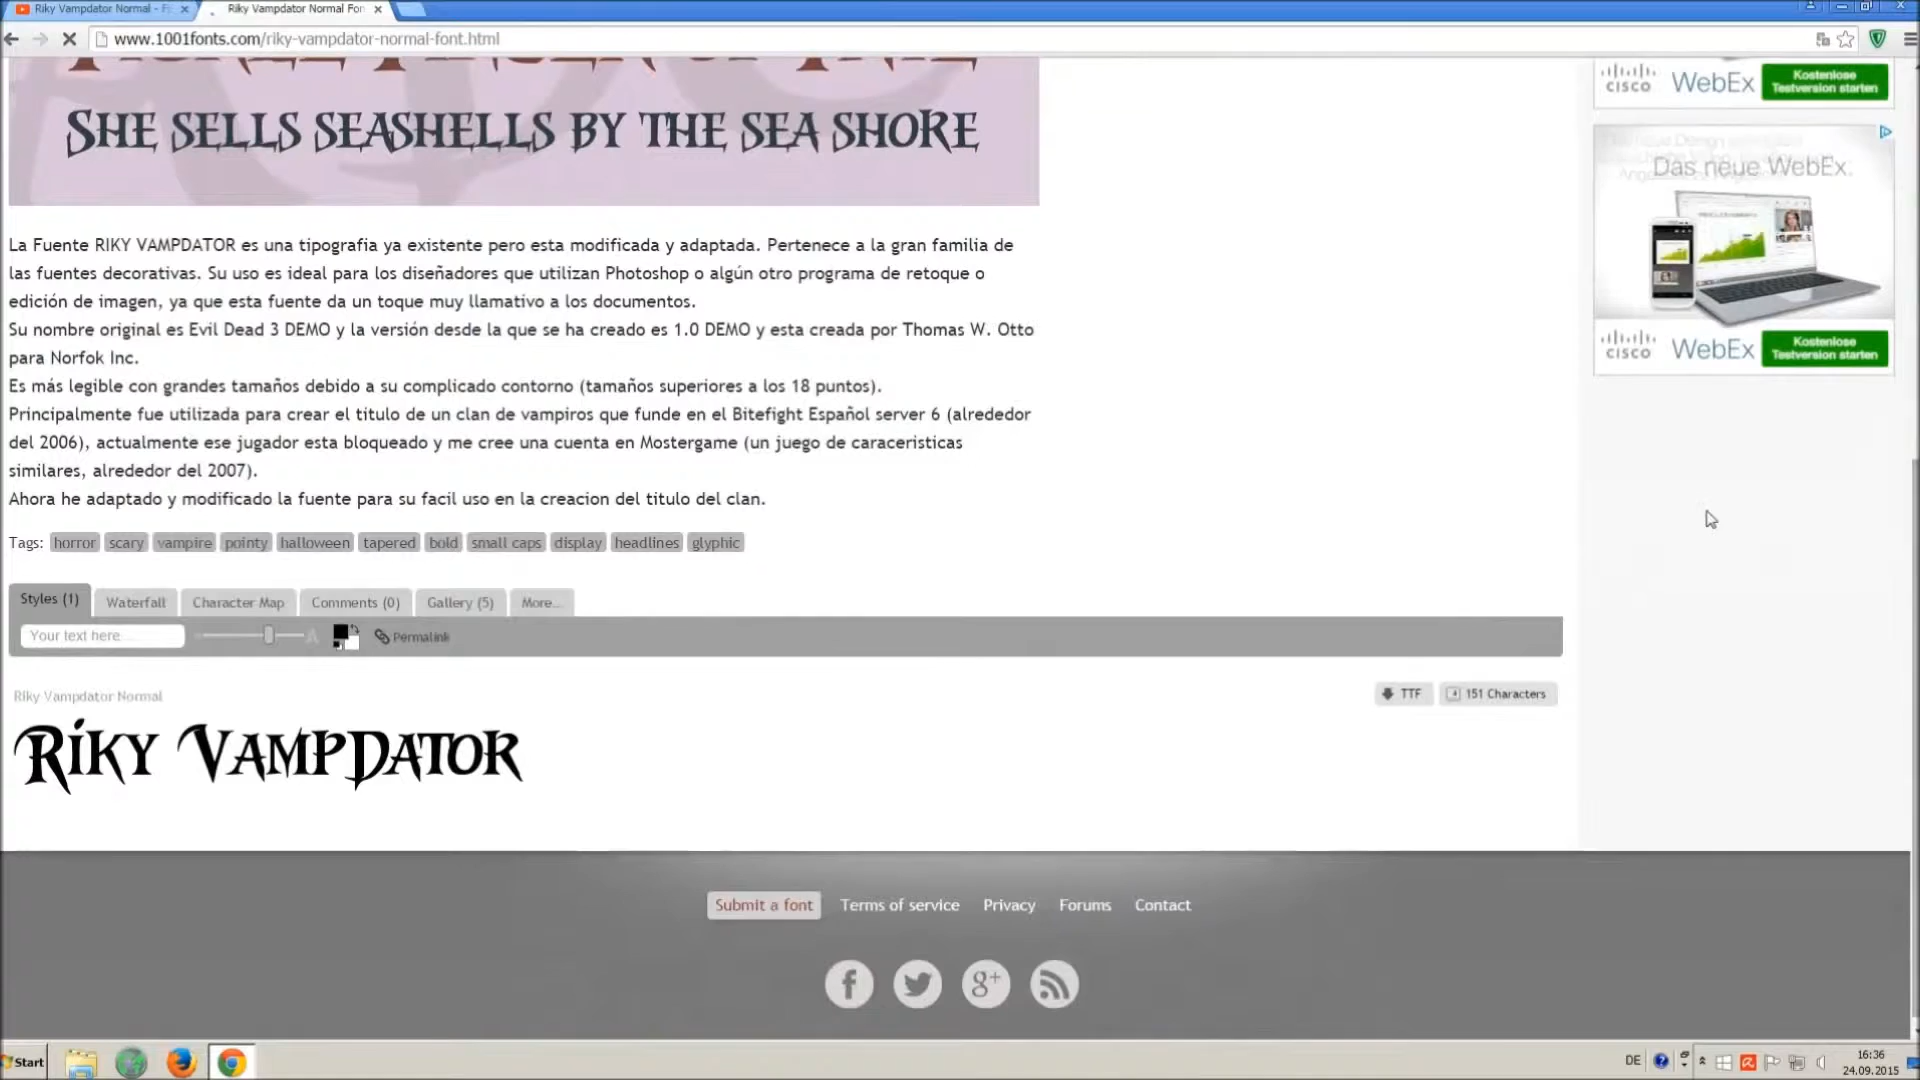 Riky Vampdator Normal - F
Riky Vampdator Normal Fon
www.1001fonts.com/riky-vampdator-normal-font.html
She sells seashells by the sea shore
La Fuente RIKY VAMPDATOR es una tipografia ya existente pero esta modificada y adaptada. Pertenece a la gran familia de
las fuentes decorativas. Su uso es ideal para los diseñadores que utilizan Photoshop o algún otro programa de retoque o
edición de imagen, ya que esta fuente da un toque muy llamativo a los documentos.
Su nombre original es Evil Dead 3 DEMO y la versión desde la que se ha creado es 1.0 DEMO y esta creada por Thomas W. Otto
para Norfok Inc.
Es más legible con grandes tamaños debido a su complicado contorno (tamaños superiores a los 18 puntos).
Principalmente fue utilizada para crear el titulo de un clan de vampiros que funde en el Bitefight Español server 6 (alrededor
del 2006), actualmente ese jugador esta bloqueado y me cree una cuenta en Mostergame (un juego de caraceristicas
similares, alrededor del 2007).
Ahora he adaptado y modificado la fuente para su facil uso en la creacion del titulo del clan.
Tags: horror scary vampire pointy halloween tapered bold small caps display headlines glyphic
Styles (1) Waterfall Character Map Comments (0) Gallery (5) More...
Your text here... A Permalink
Riky Vampdator Normal
TTF 151 Characters
Riky VampDator
cisco WebEx Kostenlose
Testversion starten
Das neue WebEx.
cisco WebEx Kostenlose
Testversion starten
Submit a font Terms of service Privacy Forums Contact
Start
DE
16:36
24.09.2015